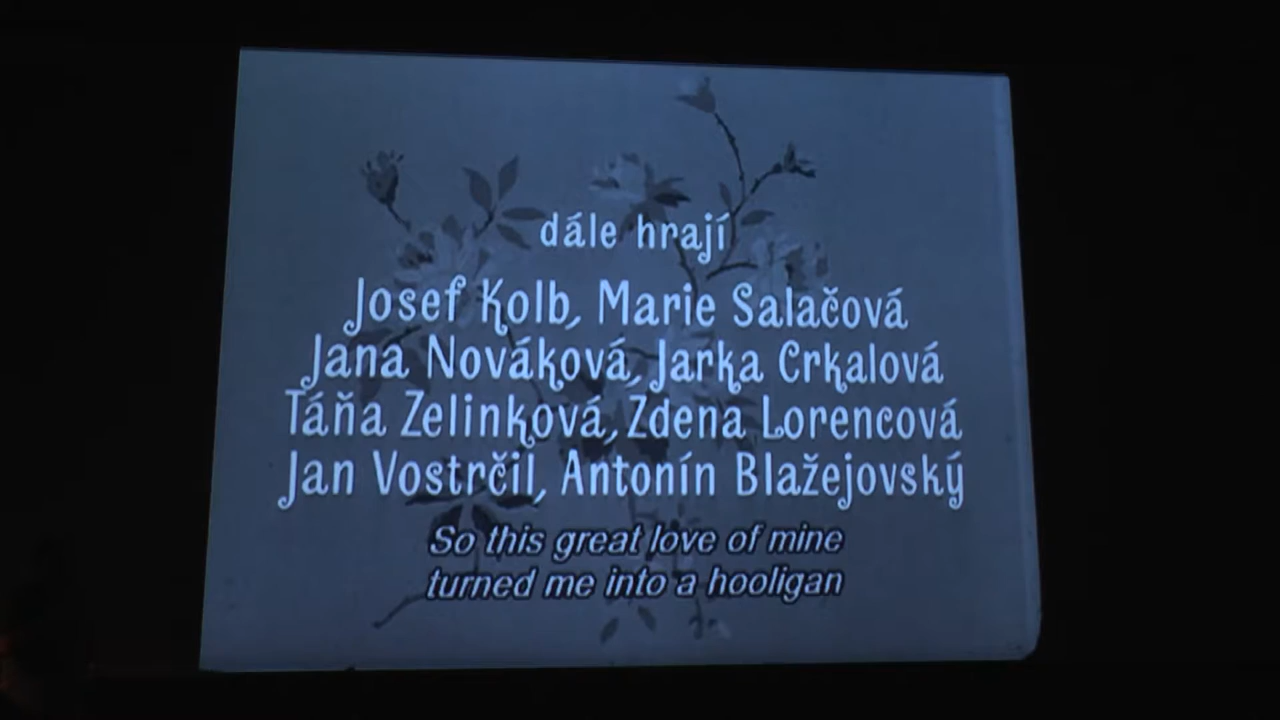 dále hrají
Josef Kolb, Marie Salačová
Jana Nováková, Jarka Crkalová
Táňa Zelinková, Zdena Lorencová
Jan Vostrčil, Antonín Blažejovský
So this great love of mine
turned me into a hooligan